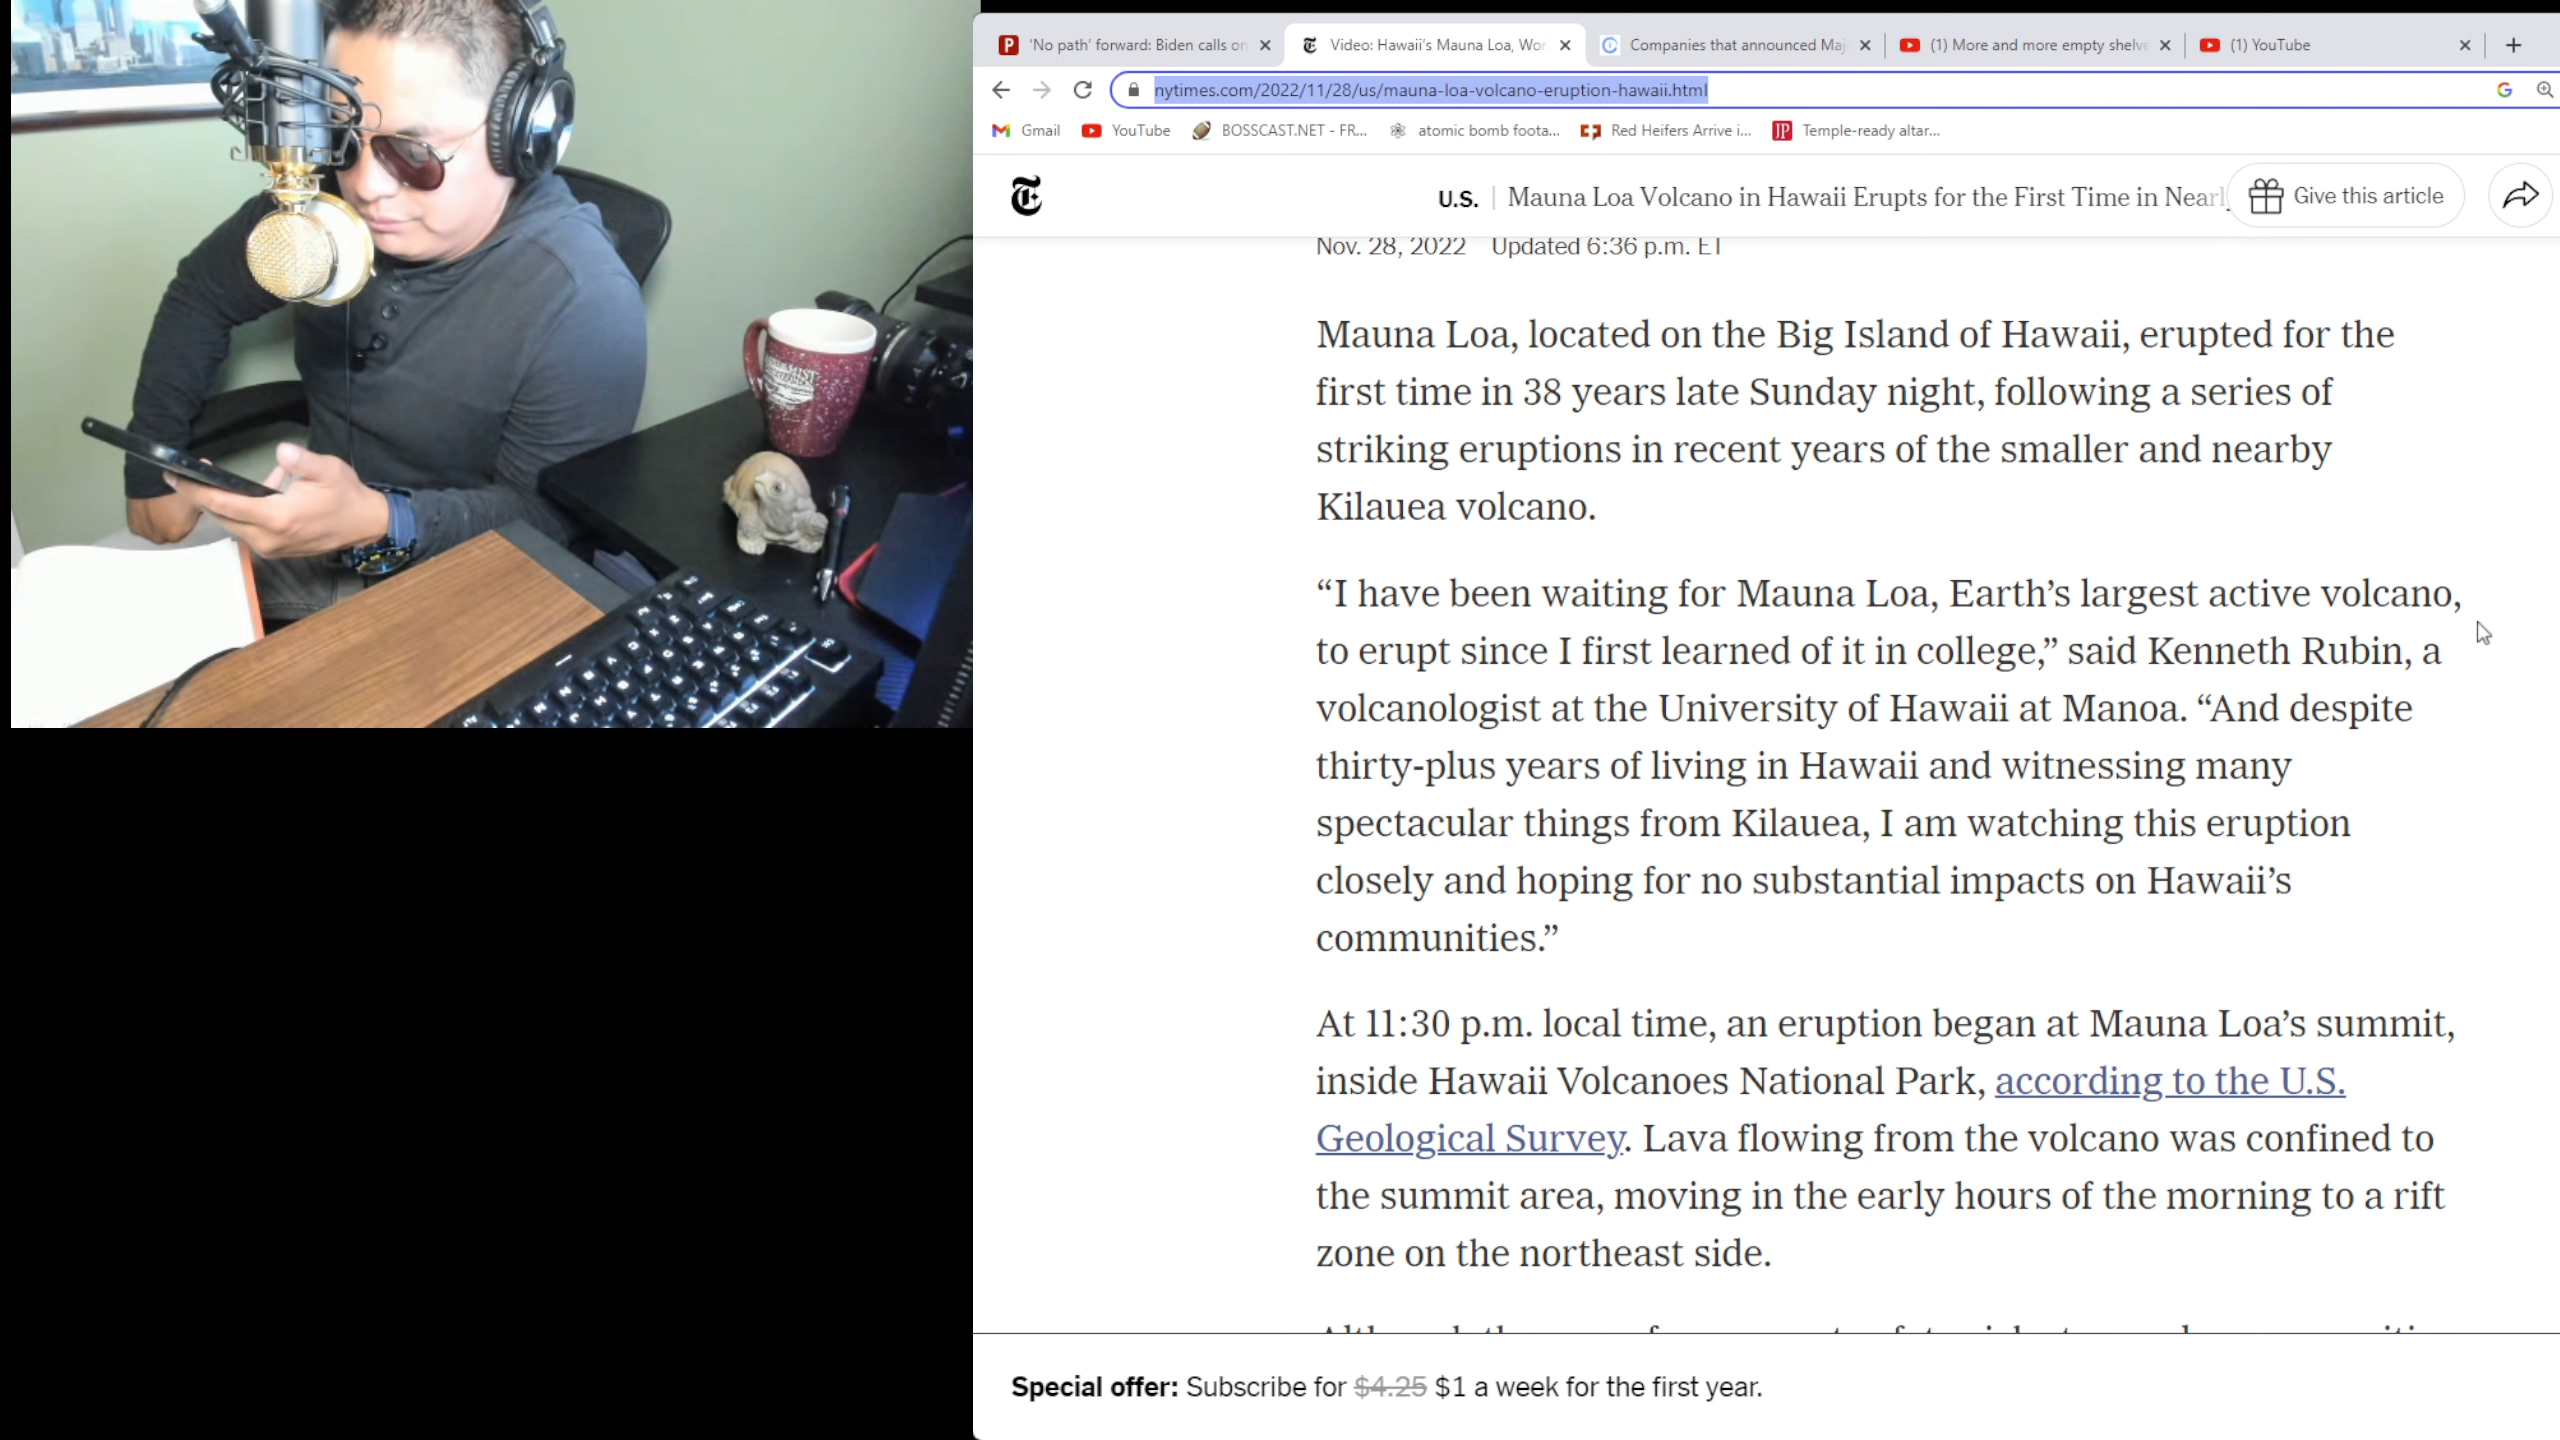 'No path' forward: Biden calls on
Video: Hawaii's Mauna Loa, Wor
Companies that announced Maj
(1) More and more empty shelve
(1) YouTube
nytimes.com/2022/11/28/us/mauna-loa-volcano-eruption-hawaii.html
Gmail
YouTube
BOSSCAST.NET - FR...
atomic bomb foota...
Red Heifers Arrive i...
JP
Temple-ready altar...
U.S. | Mauna Loa Volcano in Hawaii Erupts for the First Time in Nearl
Give this article
Nov. 28, 2022 Updated 6:36 p.m. ET
Mauna Loa, located on the Big Island of Hawaii, erupted for the
first time in 38 years late Sunday night, following a series of
striking eruptions in recent years of the smaller and nearby
Kilauea volcano.
“I have been waiting for Mauna Loa, Earth’s largest active volcano,
to erupt since I first learned of it in college,” said Kenneth Rubin, a
volcanologist at the University of Hawaii at Manoa. “And despite
thirty-plus years of living in Hawaii and witnessing many
spectacular things from Kilauea, I am watching this eruption
closely and hoping for no substantial impacts on Hawaii’s
communities.”
At 11:30 p.m. local time, an eruption began at Mauna Loa’s summit,
inside Hawaii Volcanoes National Park, according to the U.S.
Geological Survey. Lava flowing from the volcano was confined to
the summit area, moving in the early hours of the morning to a rift
zone on the northeast side.
Special offer: Subscribe for $4.25 $1 a week for the first year.